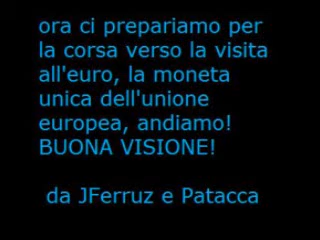 ora ci prepariamo per
la corsa verso la visita
all'euro, la moneta
unica dell'unione
europea, andiamo!
BUONA VISIONE!
da JFerruz e Patacca